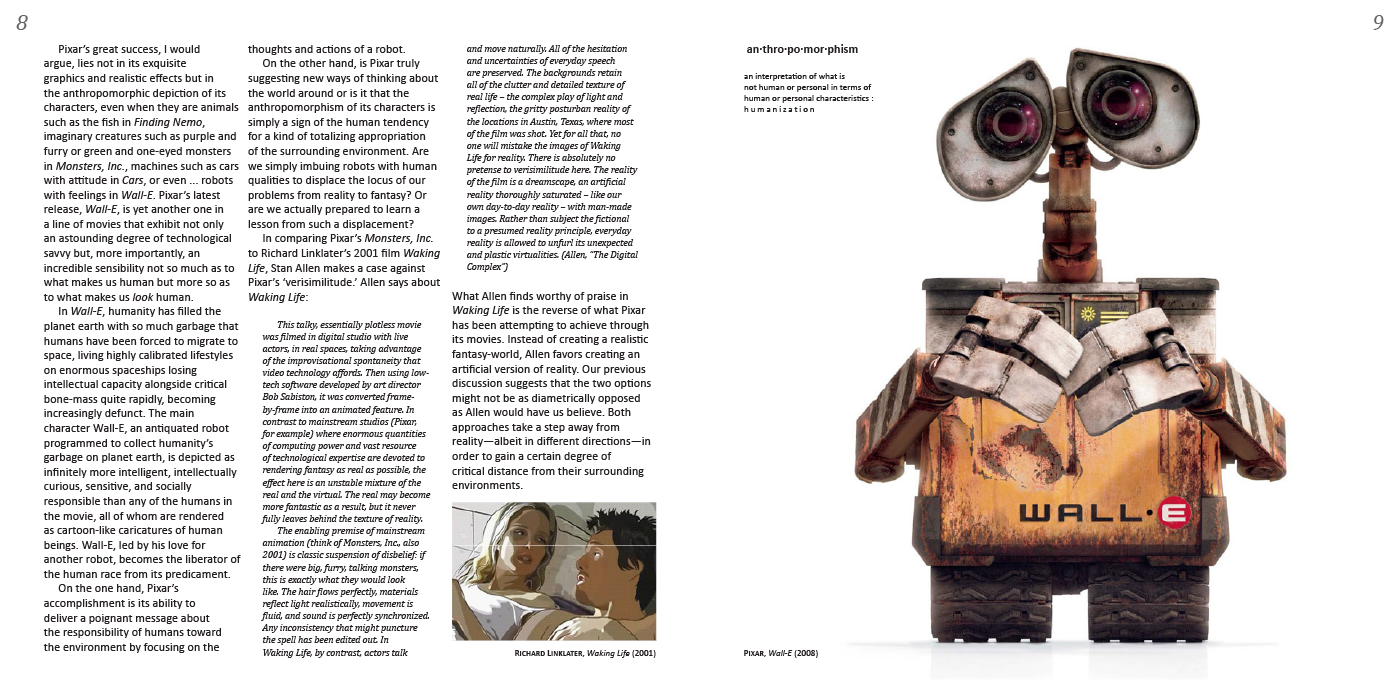 8
Pixar's great success, I would
argue, lies not in its exquisite
graphics and realistic effects but in
the anthropomorphic depiction of its
characters, even when they are animals
such as the fish in Finding Nemo,
imaginary creatures such as purple and
furry or green and one-eyed monsters
in Monsters, Inc., machines such as cars
with attitude in Cars, or even ... robots
with feelings in Wall-E. Pixar's latest
release, Wall-E, is yet another one in
a line of movies that exhibit not only
an astounding degree of technological
savvy but, more importantly, an
incredible sensibility not so much as to
what makes us human but more so as
to what makes us look human.
In Wall-E, humanity has filled the
planet earth with so much garbage that
humans have been forced to migrate to
space, living highly calibrated lifestyles
on enormous spaceships losing
intellectual capacity alongside critical
bone-mass quite rapidly, becoming
increasingly defunct. The main
character Wall-E, an antiquated robot
programmed to collect humanity's
garbage on planet earth, is depicted as
infinitely more intelligent, intellectually
curious, sensitive, and socially
responsible than any of the humans in
the movie, all of whom are rendered
as cartoon-like caricatures of human
beings. Wall-E, led by his love for
another robot, becomes the liberator of
the human race from its predicament.
On the one hand, Pixar's
accomplishment is its ability to
deliver a poignant message about
the responsibility of humans toward
the environment by focusing on the
thoughts and actions of a robot.
On the other hand, is Pixar truly
suggesting new ways of thinking about
the world around or is it that the
anthropomorphism of its characters is
simply a sign of the human tendency
for a kind of totalizing appropriation
of the surrounding environment. Are
we simply imbuing robots with human
qualities to displace the locus of our
problems from reality to fantasy? Or
are we actually prepared to learn a
lesson from such a displacement?
In comparing Pixar's Monsters, Inc.
to Richard Linklater's 2001 film Waking
Life, Stan Allen makes a case against
Pixar's 'verisimilitude.' Allen says about
Waking Life:
This talky, essentially plotless movie
was filmed in digital studio with live
actors, in real spaces, taking advantage
of the improvisational spontaneity that
video technology affords. Then using low-
tech software developed by art director
Bob Sabiston, it was converted frame-
by-frame into an animated feature. In
contrast to mainstream studios (Pixar,
for example) where enormous quantities
of computing power and vast resource
of technological expertise are devoted to
rendering fantasy as real as possible, the
effect here is an unstable mixture of the
real and the virtual. The real may become
more fantastic as a result, but it never
fully leaves behind the texture of reality.
The enabling premise of mainstream
animation (think of Monsters, Inc., also
2001) is classic suspension of disbelief: if
there were big, furry, talking monsters,
this is exactly what they would look
like. The hair flows perfectly, materials
reflect light realistically, movement is
fluid, and sound is perfectly synchronized.
Any inconsistency that might puncture
the spell has been edited out. In
Waking Life, by contrast, actors talk
and move naturally. All of the hesitation
and uncertainties of everyday speech
are preserved. The backgrounds retain
all of the clutter and detailed texture of
real life – the complex play of light and
reflection, the gritty posturban reality of
the locations in Austin, Texas, where most
of the film was shot. Yet for all that, no
one will mistake the images of Waking
Life for reality. There is absolutely no
pretense to verisimilitude here. The reality
of the film is a dreamscape, an artificial
reality thoroughly saturated – like our
own day-to-day reality – with man-made
images. Rather than subject the fictional
to a presumed reality principle, everyday
reality is allowed to unfurl its unexpected
and plastic virtualities. (Allen, "The Digital
Complex")
What Allen finds worthy of praise in
Waking Life is the reverse of what Pixar
has been attempting to achieve through
its movies. Instead of creating a realistic
fantasy-world, Allen favors creating an
artificial version of reality. Our previous
discussion suggests that the two options
might not be as diametrically opposed
as Allen would have us believe. Both
approaches take a step away from
reality—albeit in different directions—in
order to gain a certain degree of
critical distance from their surrounding
environments.
RICHARD LINKLATER, Waking Life (2001)
9
an·thro·po·mor·phism
an interpretation of what is
not human or personal in terms of
human or personal characteristics :
humanization
WALL·E
PIXAR, Wall-E (2008)